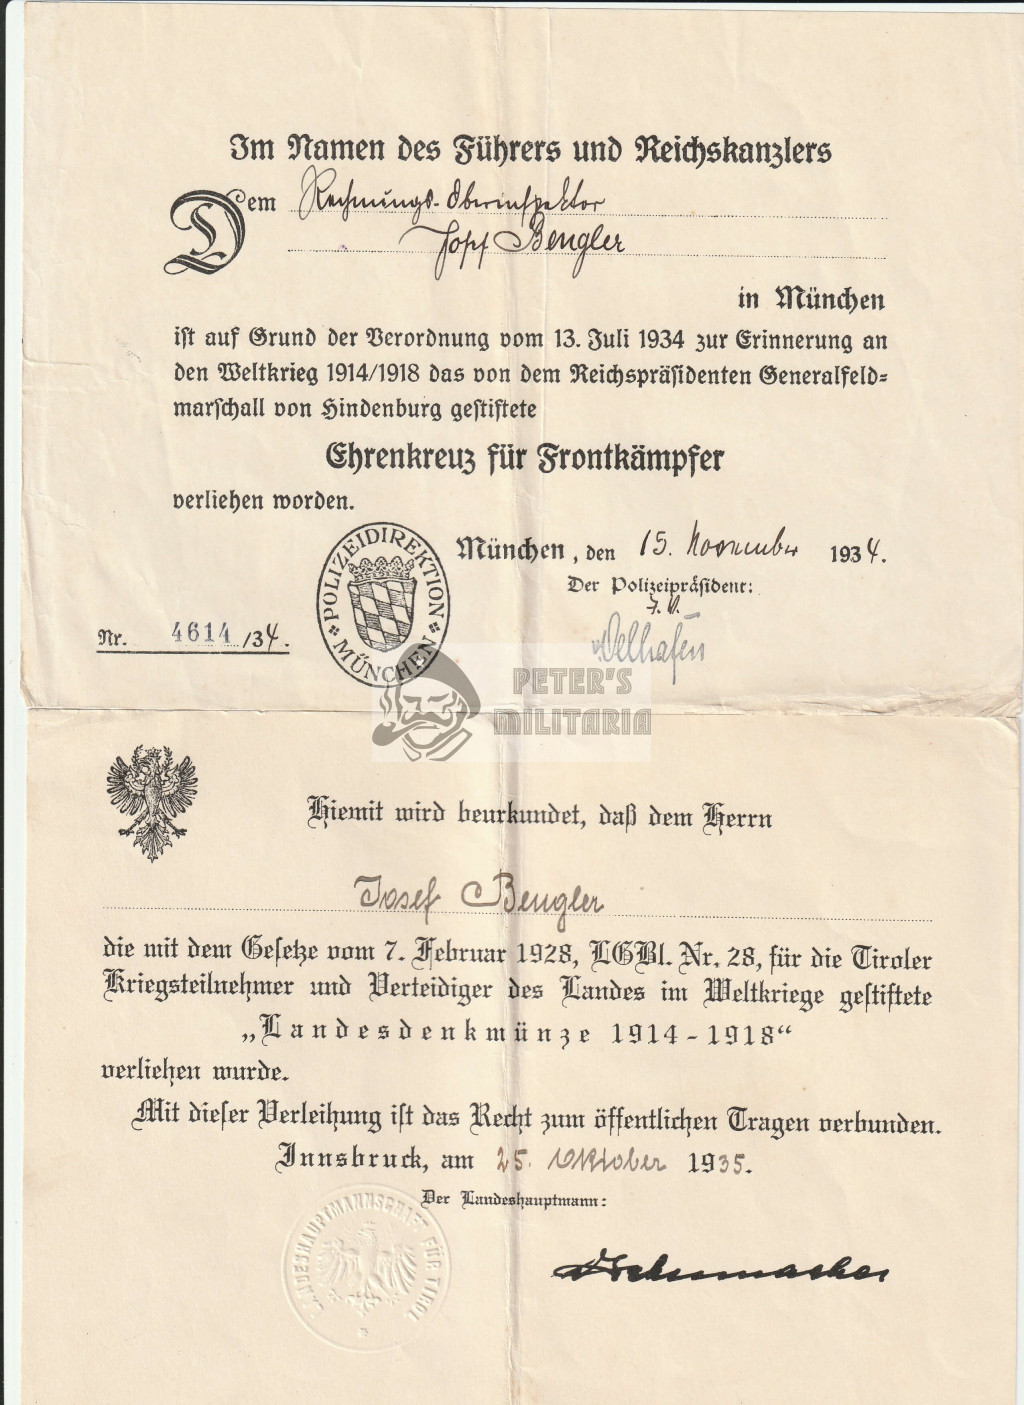 Im Namen des Führers und Reichskanzlers
Dem Rechnungs-Oberinspektor
Bengler
in München
ist auf Grund der Verordnung vom 13. Juli 1934 zur Erinnerung an
den Weltkrieg 1914/1918 das von dem Reichspräsidenten Generalfeld=
marschall von Hindenburg gestiftete
Ehrenkreuz für Frontkämpfer
verliehen worden.
München, den 15. November 1934.
Der Polizeipräsident:
POLIZEIDIREKTION
MÜNCHEN
Nr. 4614/34.
PETER'S
MILITARIA
Hiemit wird beurkundet, daß dem Herrn
Josef Bengler
die mit dem Gesetze vom 7. Februar 1928, LGBl. Nr. 28, für die Tiroler
Kriegsteilnehmer und Verteidiger des Landes im Weltkriege gestiftete
„Landesdenkmünze 1914-1918“
verliehen wurde.
Mit dieser Verleihung ist das Recht zum öffentlichen Tragen verbunden.
Innsbruck, am 25. Oktober 1935.
Der Landeshauptmann:
LANDESHAUPTMANNSCHAFT FÜR TIROL